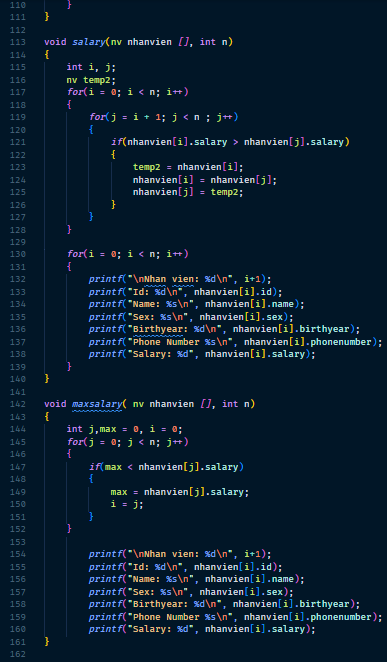 110 }
111 }
112
113 void salary(nv nhanvien [], int n)
114 {
115 int i, j;
116 nv temp2;
117 for(i = 0; i < n; i++)
118 {
119 for(j = i + 1; j < n ; j++)
120 {
121 if(nhanvien[i].salary > nhanvien[j].salary)
122 {
123 temp2 = nhanvien[i];
124 nhanvien[i] = nhanvien[j];
125 nhanvien[j] = temp2;
126 }
127 }
128 }
129
130 for(i = 0; i < n; i++)
131 {
132 printf("\nNhan vien: %d\n", i+1);
133 printf("Id: %d\n", nhanvien[i].id);
134 printf("Name: %s\n", nhanvien[i].name);
135 printf("Sex: %s\n", nhanvien[i].sex);
136 printf("Birthyear: %d\n", nhanvien[i].birthyear);
137 printf("Phone Number %s\n", nhanvien[i].phonenumber);
138 printf("Salary: %d", nhanvien[i].salary);
139 }
140 }
141
142 void maxsalary( nv nhanvien [], int n)
143 {
144 int j,max = 0, i = 0;
145 for(j = 0; j < n; j++)
146 {
147 if(max < nhanvien[j].salary)
148 {
149 max = nhanvien[j].salary;
150 i = j;
151 }
152 }
153
154 printf("\nNhan vien: %d\n", i+1);
155 printf("Id: %d\n", nhanvien[i].id);
156 printf("Name: %s\n", nhanvien[i].name);
157 printf("Sex: %s\n", nhanvien[i].sex);
158 printf("Birthyear: %d\n", nhanvien[i].birthyear);
159 printf("Phone Number %s\n", nhanvien[i].phonenumber);
160 printf("Salary: %d", nhanvien[i].salary);
161 }
162